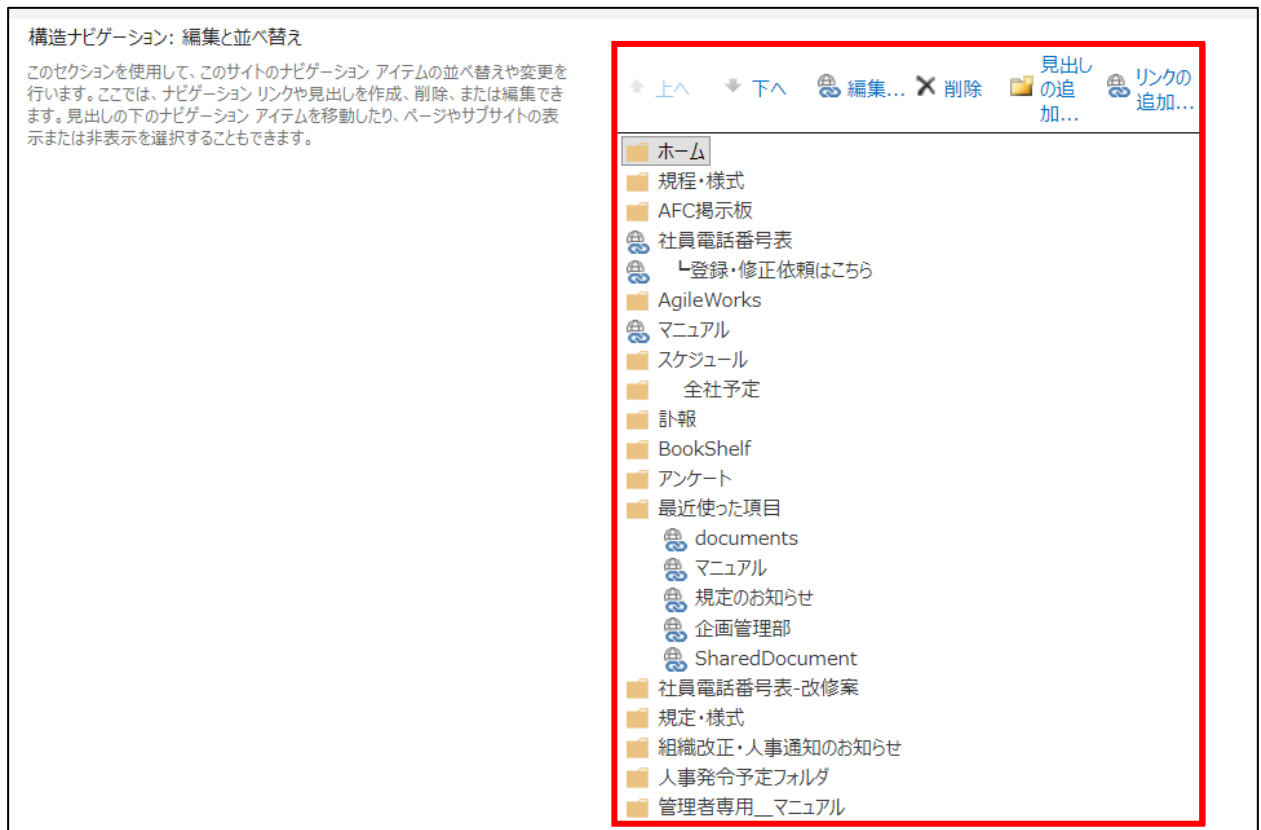 構造ナビゲーション: 編集と並べ替え
このセクションを使用して、このサイトのナビゲーション アイテムの並べ替えや変更を
行います。ここでは、ナビゲーション リンクや見出しを作成、削除、または編集でき
ます。見出しの下のナビゲーション アイテムを移動したり、ページやサブサイトの表
示または非表示を選択することもできます。
上へ 下へ 編集... 削除 見出しの追加... リンクの追加...
ホーム
規程・様式
AFC掲示板
社員電話番号表
┗登録・修正依頼はこちら
AgileWorks
マニュアル
スケジュール
全社予定
訃報
BookShelf
アンケート
最近使った項目
documents
マニュアル
規定のお知らせ
企画管理部
SharedDocument
社員電話番号表-改修案
規定・様式
組織改正・人事通知のお知らせ
人事発令予定フォルダ
管理者専用__マニュアル